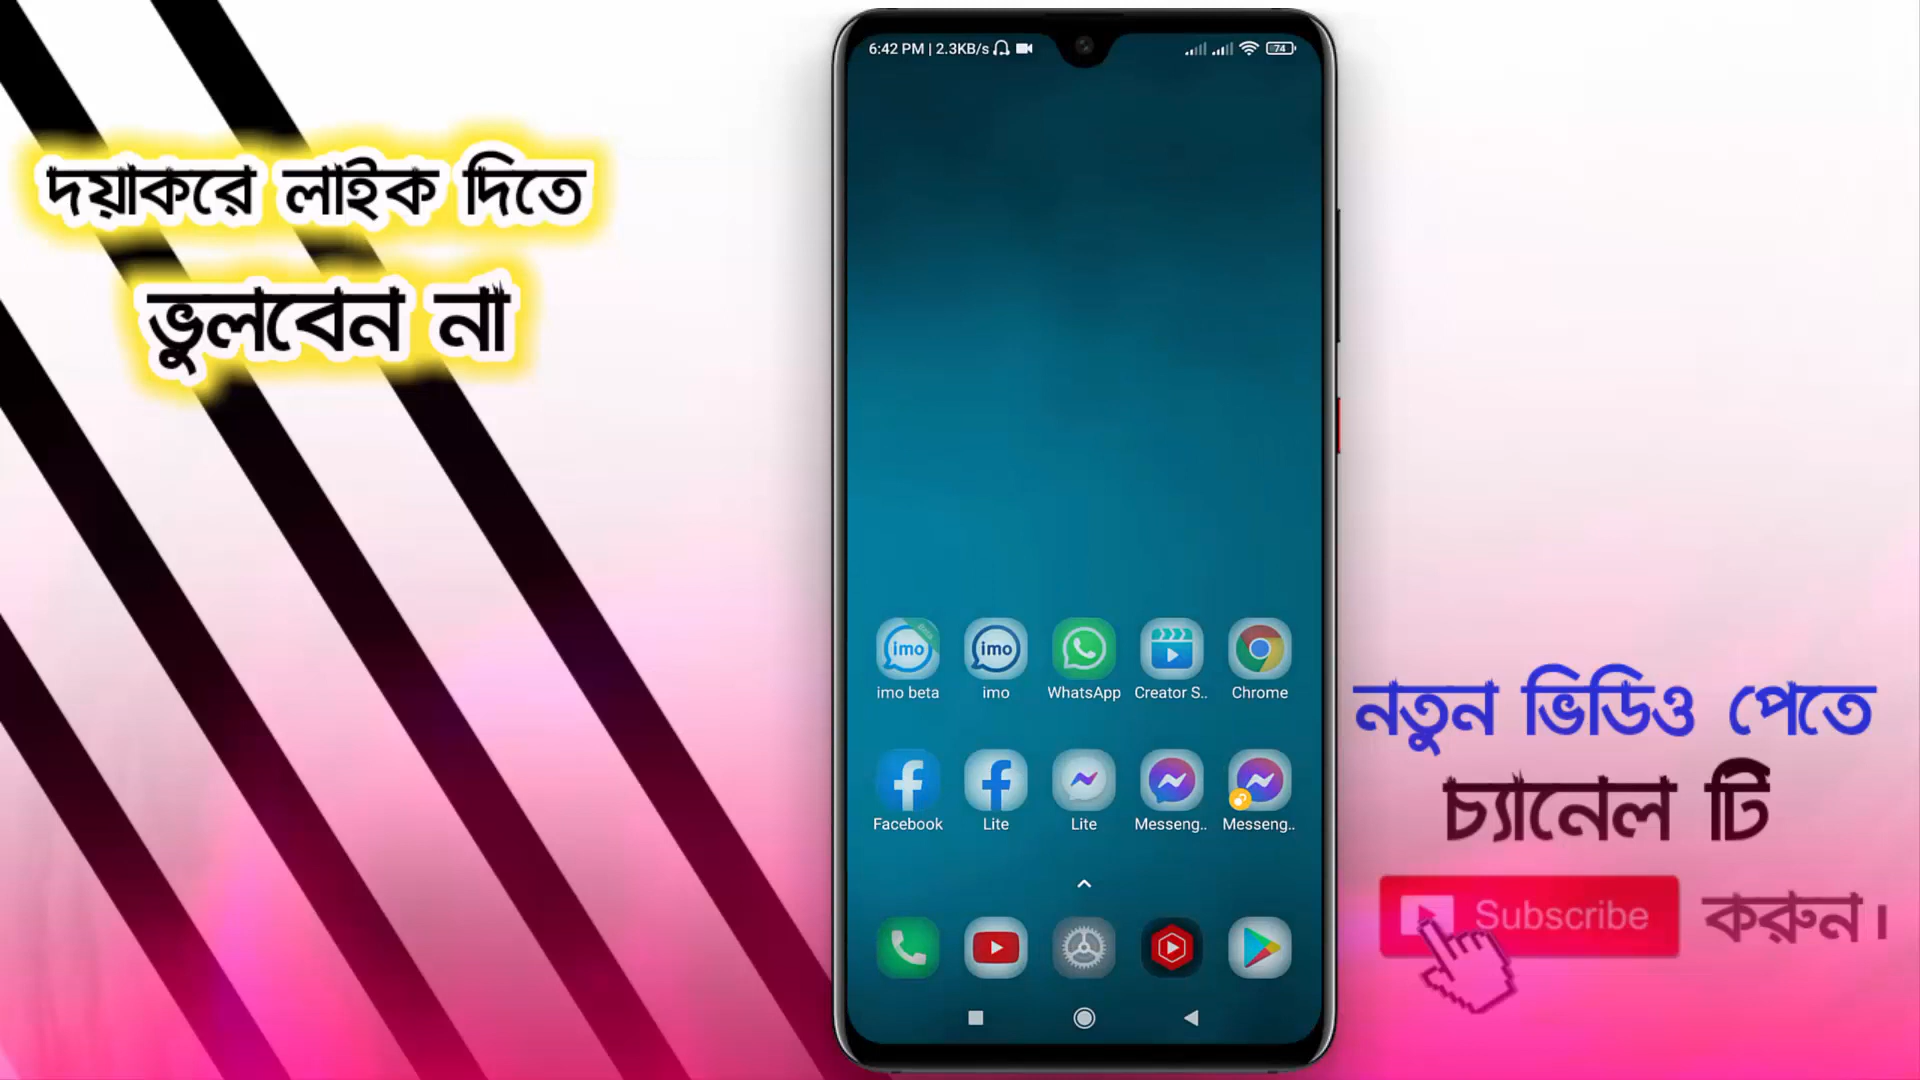 দয়াকরে লাইক দিতে
ভুলবেন না
6:42 PM | 2.3KB/s
74
imo beta
imo
WhatsApp
Creator S..
Chrome
Facebook
Lite
Lite
Messeng..
Messeng..
নতুন ভিডিও পেতে
চ্যানেল টি
Subscribe করুন।